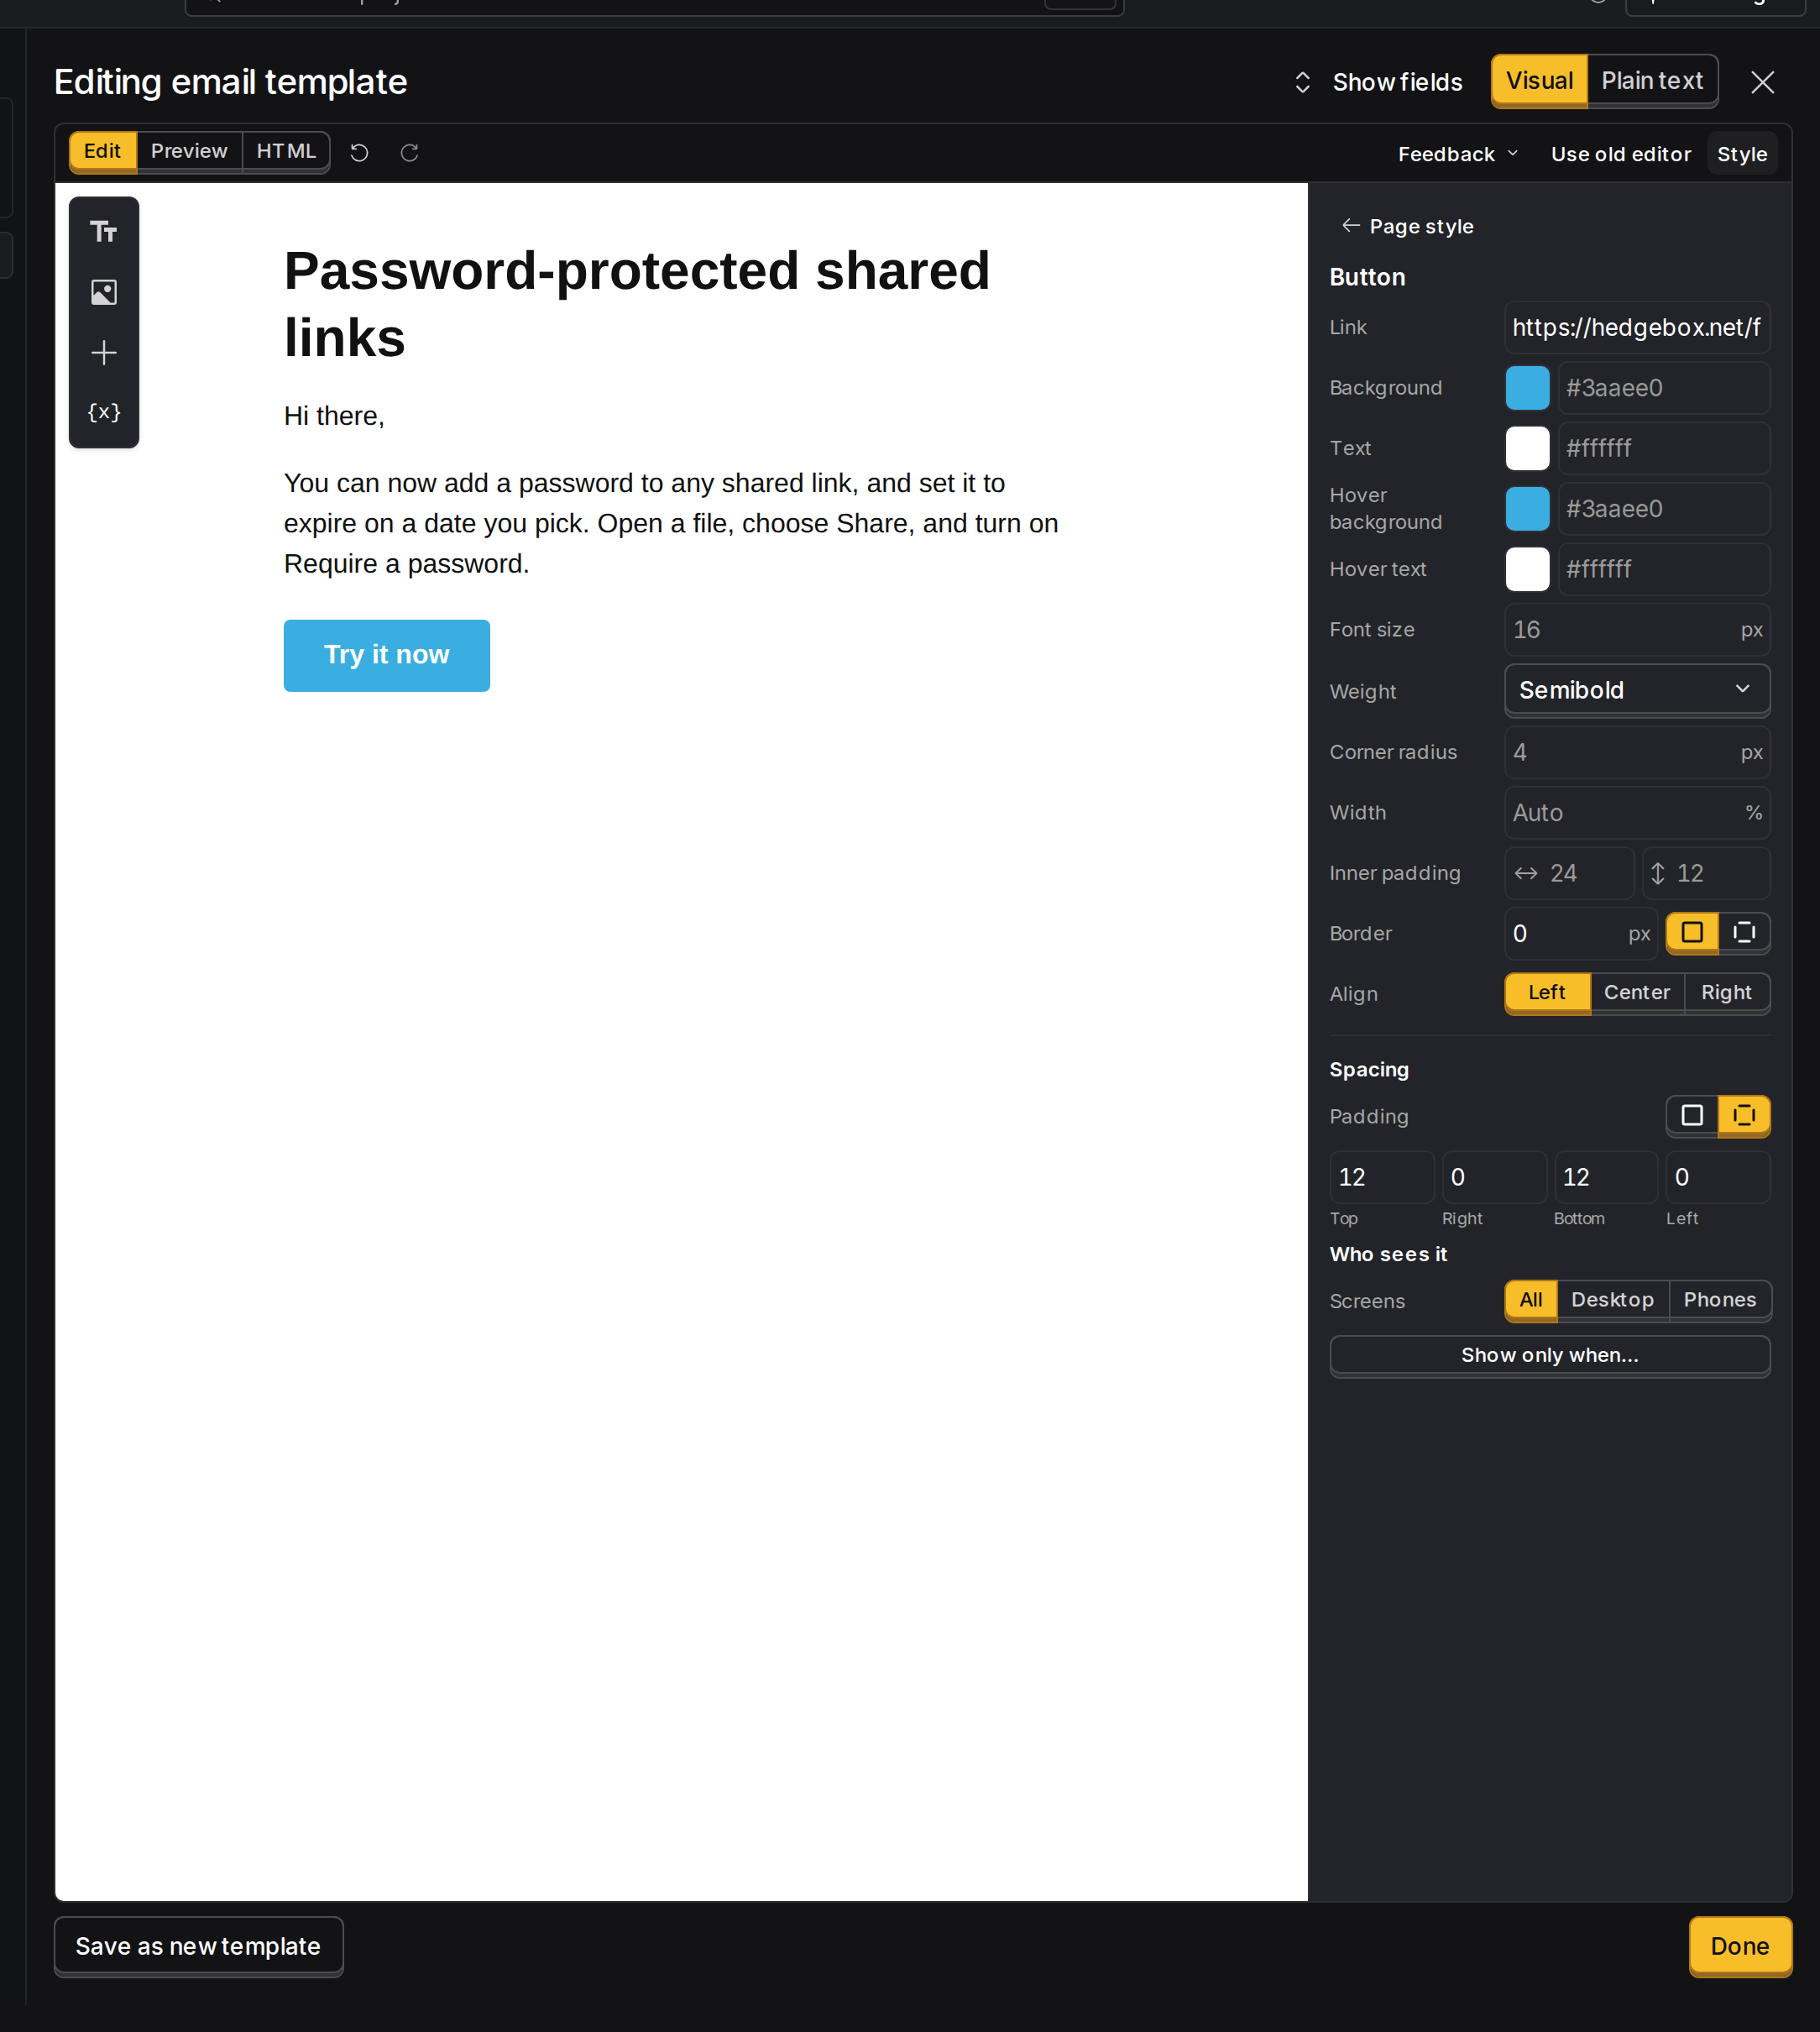 Editing email template
Show fields
Visual
Plain text
Edit
Preview
HTML
Feedback
Use old editor
Style
{x}
Password-protected shared
links
Hi there,
You can now add a password to any shared link, and set it to
expire on a date you pick. Open a file, choose Share, and turn on
Require a password.
Try it now
Page style
Button
Link
https://hedgebox.net/f
Background
#3aaee0
Text
#ffffff
Hover
background
#3aaee0
Hover text
#ffffff
Font size
16
px
Weight
Semibold
Corner radius
4
px
Width
Auto
%
Inner padding
24
12
Border
0
px
Align
Left
Center
Right
Spacing
Padding
12
0
12
0
Top
Right
Bottom
Left
Who sees it
Screens
All
Desktop
Phones
Show only when...
Save as new template
Done